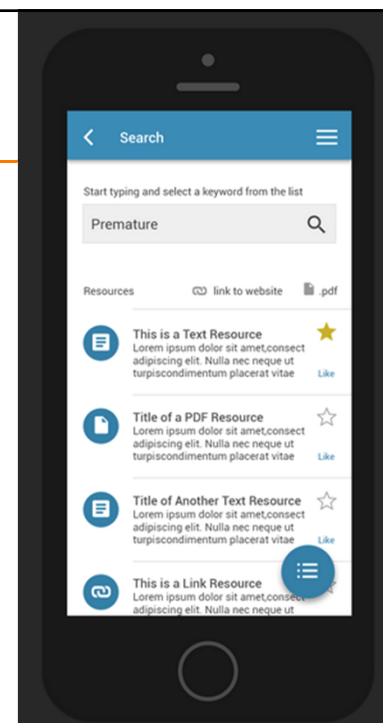 Search
Start typing and select a keyword from the list
Premature
Resources link to website .pdf
This is a Text Resource
Lorem ipsum dolor sit amet,consect
adipiscing elit. Nulla nec neque ut
turpiscondimentum placerat vitae
Like
Title of a PDF Resource
Lorem ipsum dolor sit amet,consect
adipiscing elit. Nulla nec neque ut
turpiscondimentum placerat vitae
Like
Title of Another Text Resource
Lorem ipsum dolor sit amet,consect
adipiscing elit. Nulla nec neque ut
turpiscondimentum placerat vitae
Like
This is a Link Resource
Lorem ipsum dolor sit amet,consect
adipiscing elit. Nulla nec neque ut